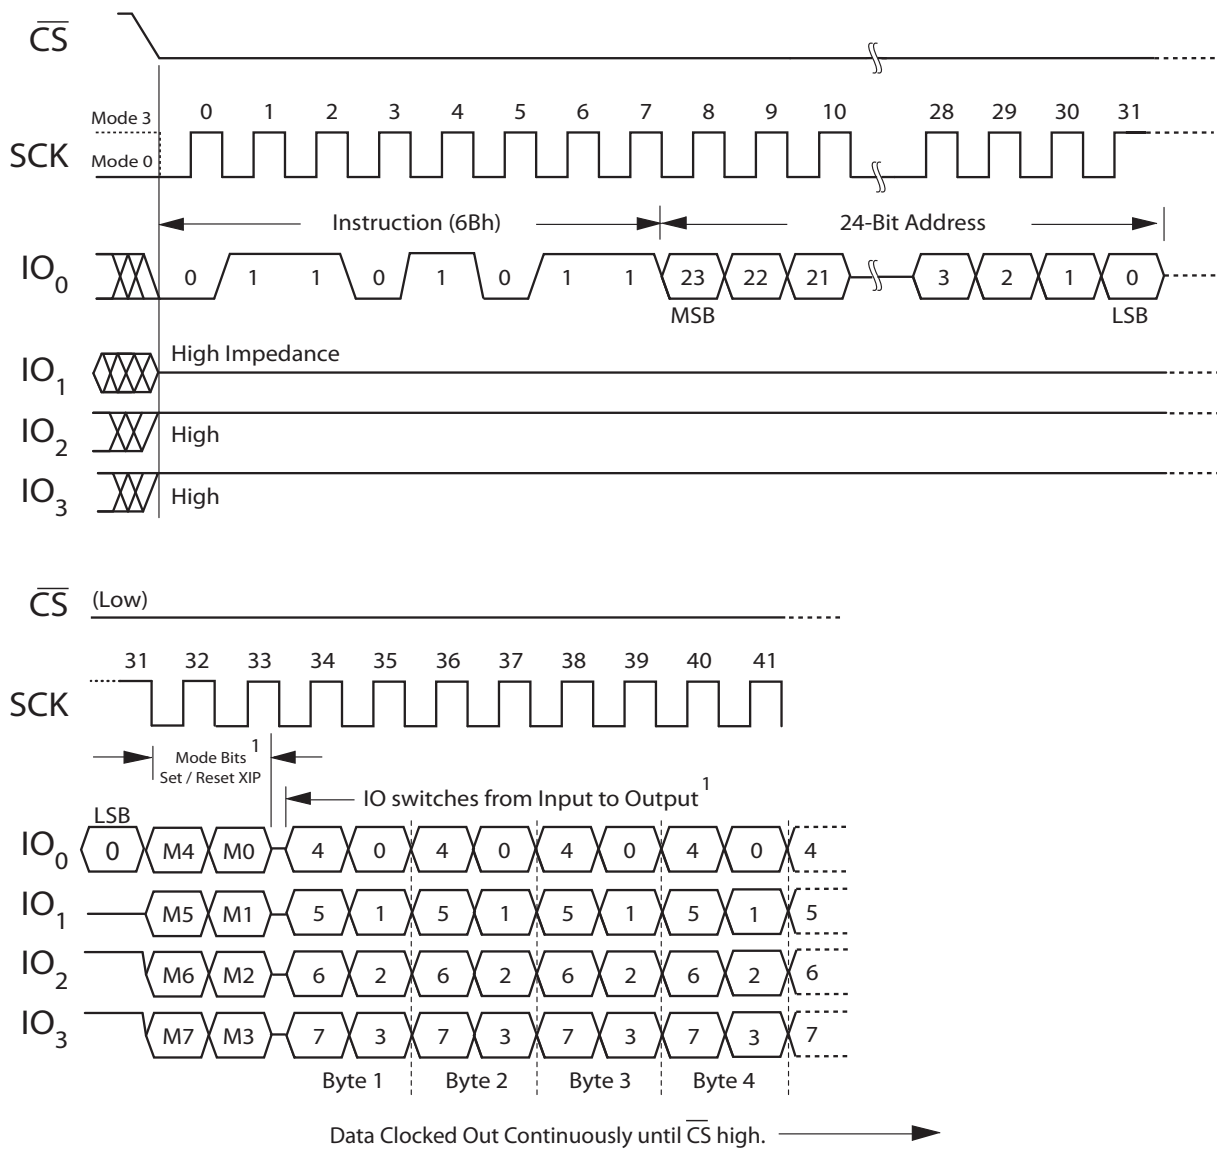 CS
Mode 3 0 1 2 3 4 5 6 7 8 9 10 28 29 30 31
SCK
Mode 0
Instruction (6Bh) 24-Bit Address
IO0 0 1 1 0 1 0 1 1 23 22 21 3 2 1 0
MSB LSB
High Impedance
IO1
IO2 High
IO3 High
CS (Low)
31 32 33 34 35 36 37 38 39 40 41
SCK
Mode Bits 1
Set / Reset XIP
IO switches from Input to Output 1
LSB
IO0 0 M4 M0 4 0 4 0 4 0 4 0 4
IO1 M5 M1 5 1 5 1 5 1 5 1 5
IO2 M6 M2 6 2 6 2 6 2 6 2 6
IO3 M7 M3 7 3 7 3 7 3 7 3 7
Byte 1 Byte 2 Byte 3 Byte 4
Data Clocked Out Continuously until CS high.